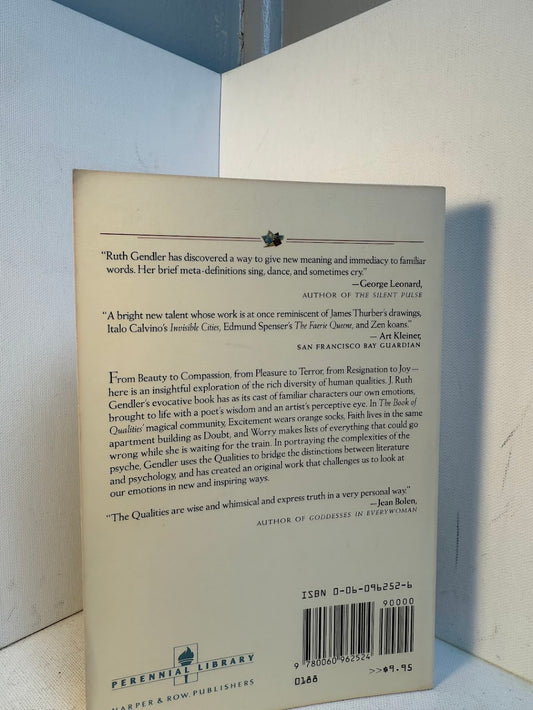 “Ruth Gendler has discovered a way to give new meaning and immediacy to familiar
words. Her brief meta-definitions sing, dance, and sometimes cry.”
—George Leonard,
AUTHOR OF THE SILENT PULSE
“A bright new talent whose work is at once reminiscent of James Thurber’s drawings,
Italo Calvino’s Invisible Cities, Edmund Spenser’s The Faerie Queene, and Zen koans.”
— Art Kleiner,
SAN FRANCISCO BAY GUARDIAN
From Beauty to Compassion, from Pleasure to Terror, from Resignation to Joy—
here is an insightful exploration of the rich diversity of human qualities. J. Ruth
Gendler’s evocative book has as its cast of familiar characters our own emotions,
brought to life with a poet’s wisdom and an artist’s perceptive eye. In The Book of
Qualities’ magical community, Excitement wears orange socks, Faith lives in the same
apartment building as Doubt, and Worry makes lists of everything that could go
wrong while she is waiting for the train. In portraying the complexities of the
psyche, Gendler uses the Qualities to bridge the distinctions between literature
and psychology, and has created an original work that challenges us to look at
our emotions in new and inspiring ways.
“The Qualities are wise and whimsical and express truth in a very personal way.”
—Jean Bolen,
AUTHOR OF GODDESSES IN EVERYWOMAN
ISBN 0-06-096252-6
90000
9 780060 962524
0188 >>$9.95
PERENNIAL LIBRARY
HARPER & ROW, PUBLISHERS